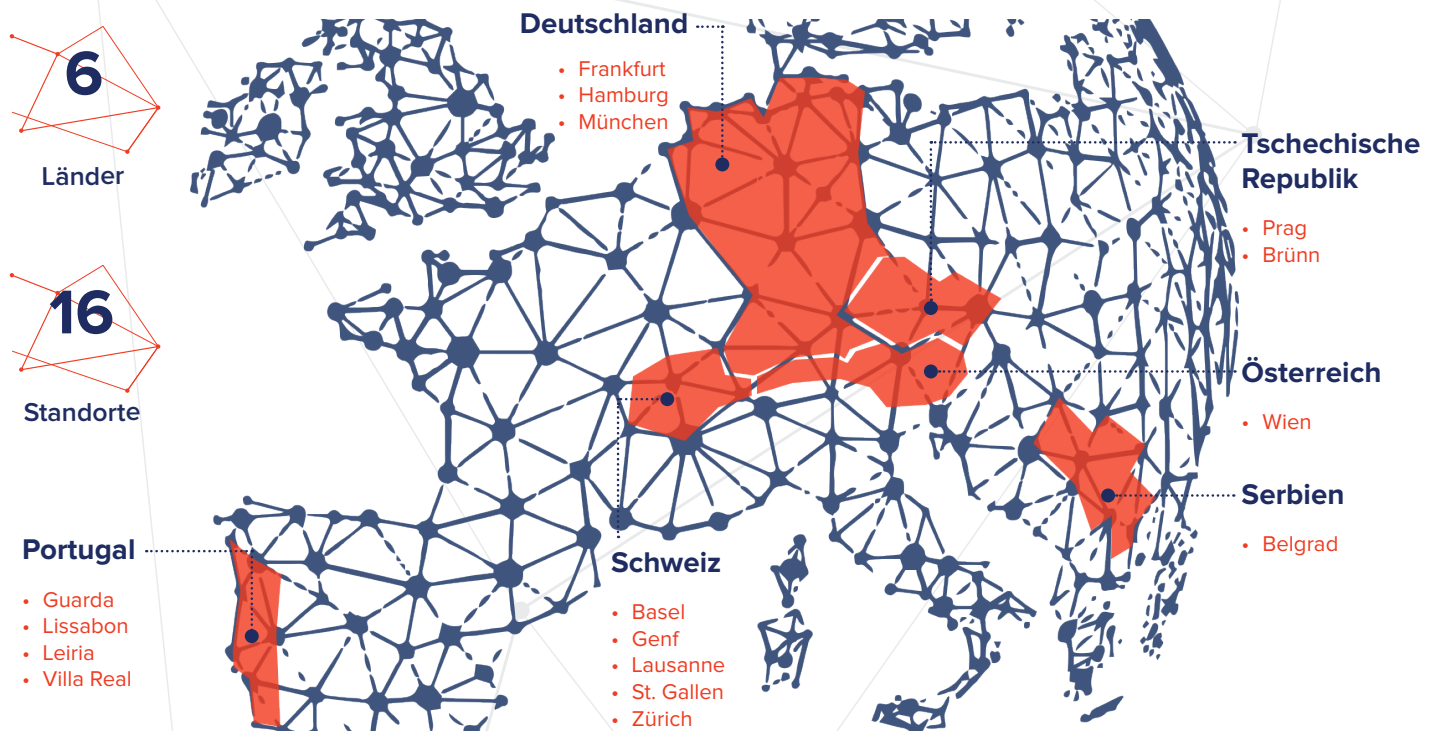 6
Länder
16
Standorte
Deutschland
• Frankfurt
• Hamburg
• München
Tschechische
Republik
• Prag
• Brünn
Österreich
• Wien
Serbien
• Belgrad
Portugal
• Guarda
• Lissabon
• Leiria
• Villa Real
Schweiz
• Basel
• Genf
• Lausanne
• St. Gallen
• Zürich